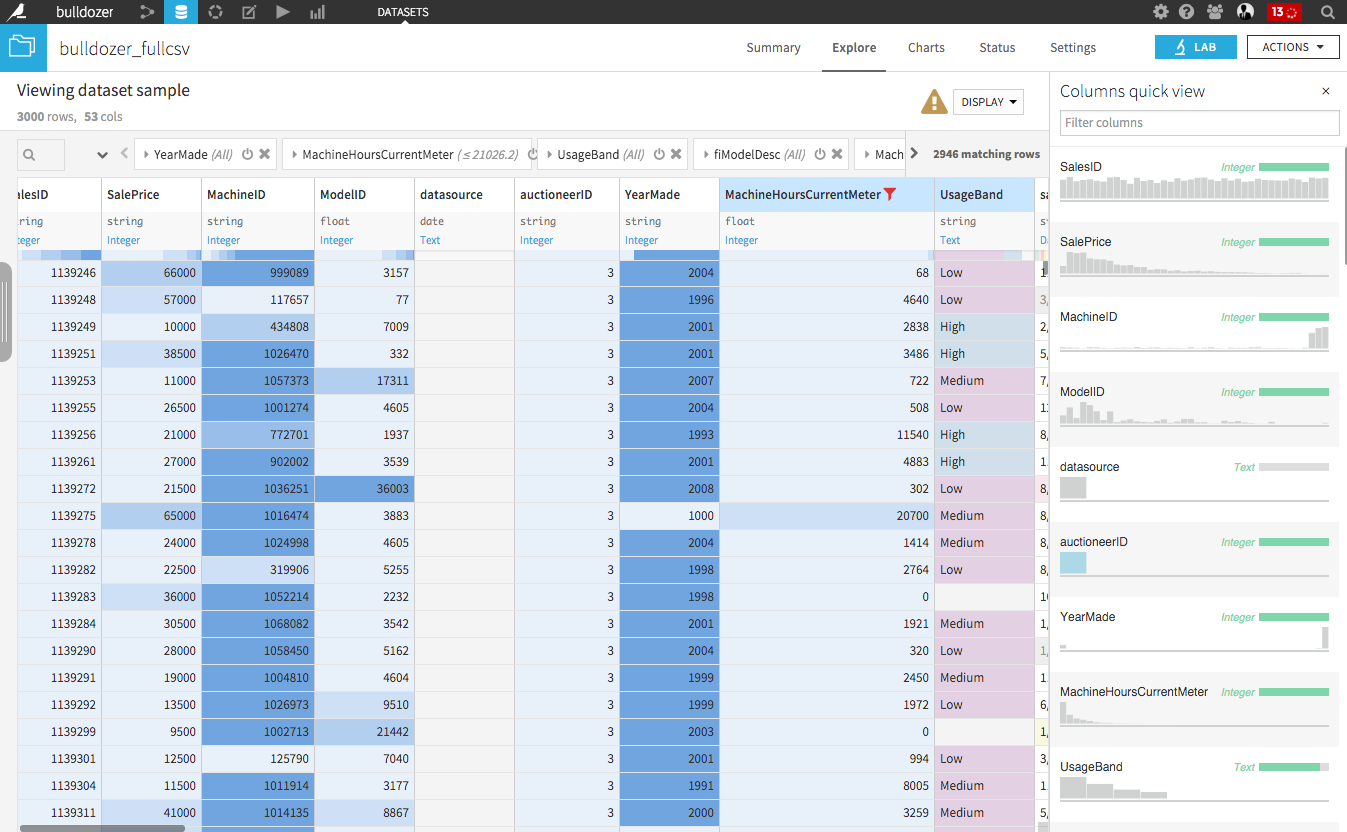 bulldozer DATASETS 13
bulldozer_fullcsv Summary Explore Charts Status Settings LAB ACTIONS
Viewing dataset sample
3000 rows, 53 cols
DISPLAY
YearMade (All) MachineHoursCurrentMeter (≤21026.2) UsageBand (All) fiModelDesc (All) Mach 2946 matching rows
alesID SalePrice MachineID ModelID datasource auctioneerID YearMade MachineHoursCurrentMeter UsageBand sa
ring string string float date string string float string s
teger Integer Integer Integer Text Integer Integer Integer Text D
1139246 66000 999089 3157 3 2004 68 Low 1
1139248 57000 117657 77 3 1996 4640 Low 3,
1139249 10000 434808 7009 3 2001 2838 High 2,
1139251 38500 1026470 332 3 2001 3486 High 5,
1139253 11000 1057373 17311 3 2007 722 Medium 7,
1139255 26500 1001274 4605 3 2004 508 Low 1
1139256 21000 772701 1937 3 1993 11540 High 8,
1139261 27000 902002 3539 3 2001 4883 High 1
1139272 21500 1036251 36003 3 2008 302 Low 8,
1139275 65000 1016474 3883 3 1000 20700 Medium 8,
1139278 24000 1024998 4605 3 2004 1414 Medium 8,
1139282 22500 319906 5255 3 1998 2764 Low 8,
1139283 36000 1052214 2232 3 1998 0 1
1139284 30500 1068082 3542 3 2001 1921 Medium 1,
1139290 28000 1058450 5162 3 2004 320 Low 1,
1139291 19000 1004810 4604 3 1999 2450 Medium 1
1139292 13500 1026973 9510 3 1999 1972 Low 6,
1139299 9500 1002713 21442 3 2003 0 1,
1139301 12500 125790 7040 3 2001 994 Low 3,
1139304 11500 1011914 3177 3 1991 8005 Medium 1
1139311 41000 1014135 8867 3 2000 3259 Medium 5,
Columns quick view ×
Filter columns
SalesID Integer
SalePrice Integer
MachineID Integer
ModelID Integer
datasource Text
auctioneerID Integer
YearMade Integer
MachineHoursCurrentMeter Integer
UsageBand Text